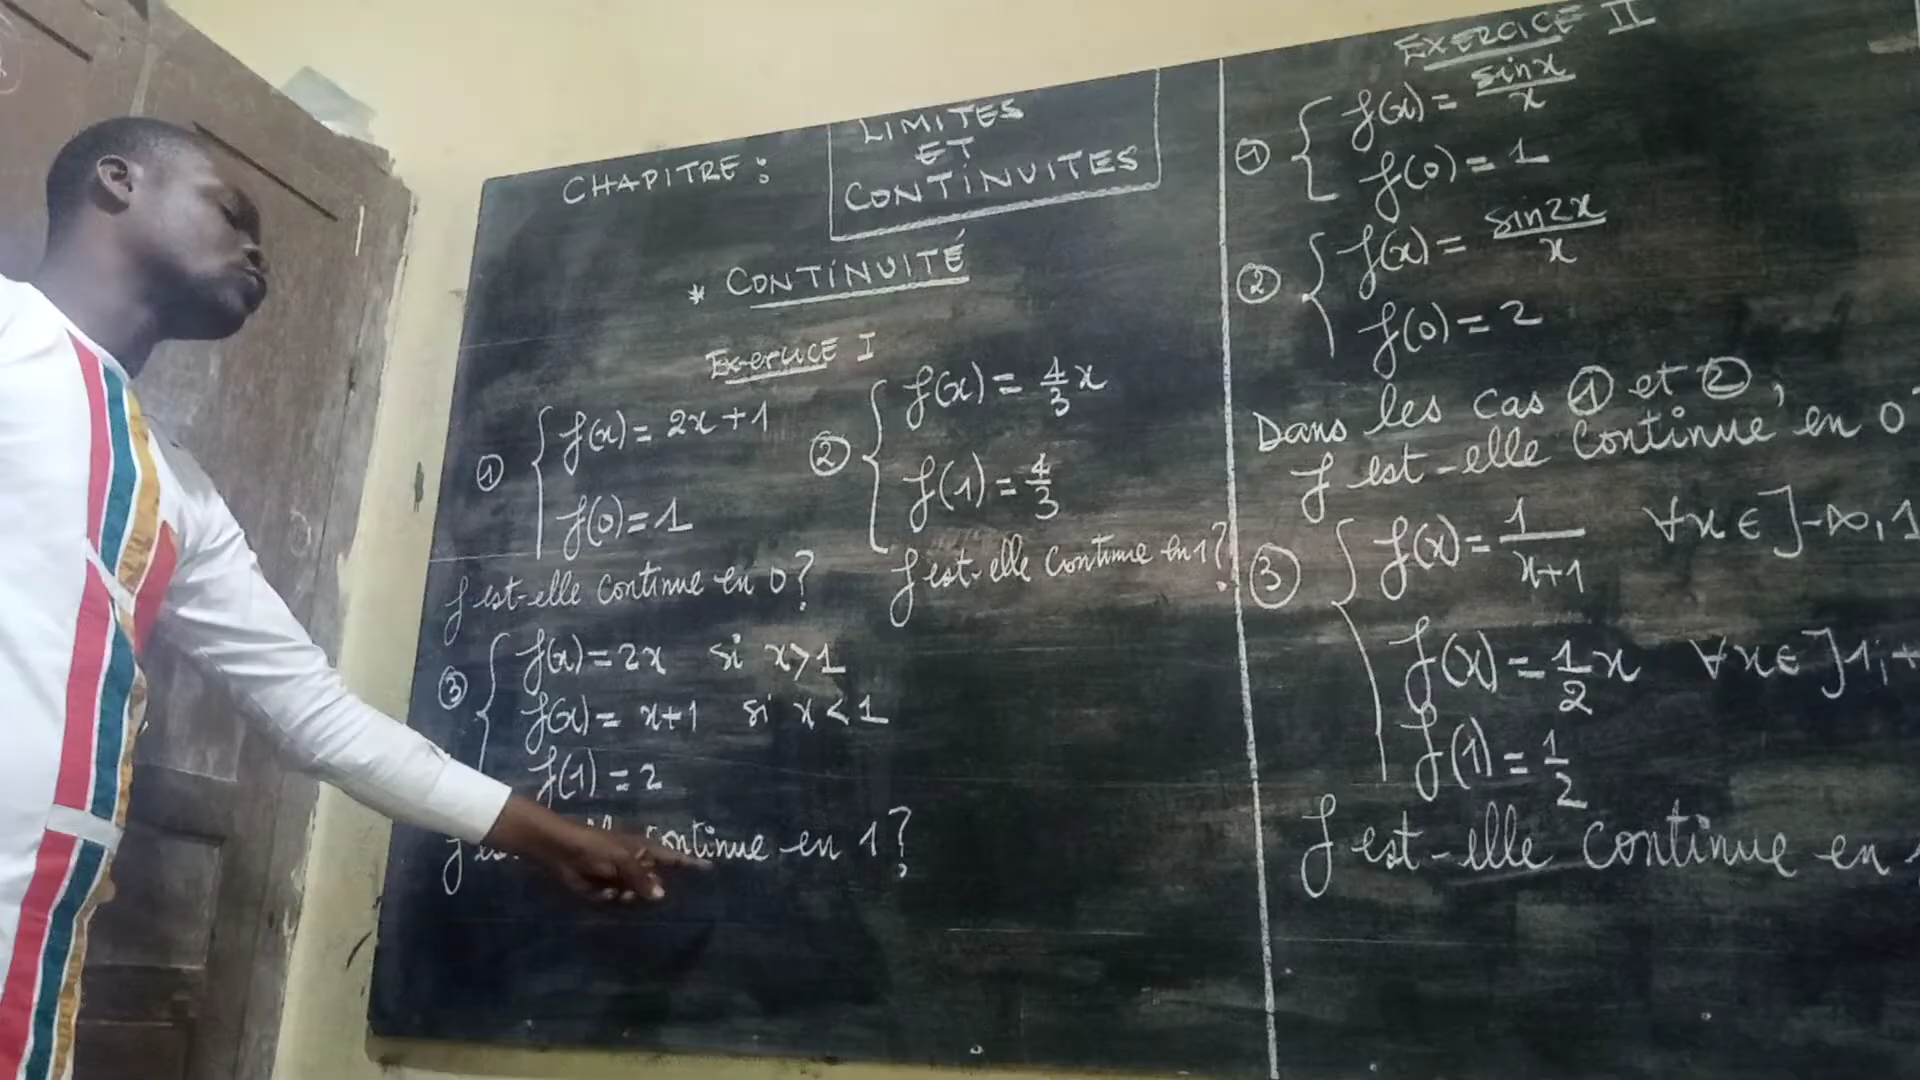 CHAPITRE :
LIMITES
ET
CONTINUITES
* CONTINUITÉ
Exercice I
① { f(x) = 2x+1
f(0) = 1
f est-elle continue en 0?
② { f(x) = 4/3 x
f(1) = 4/3
f est-elle continue en 1?
③ { f(x) = 2x si x>1
f(x) = x+1 si x<1
f(1) = 2
continue en 1?
EXERCICE II
① { f(x) = sinx/x
f(0) = 1
② { f(x) = sin2x/x
f(0) = 2
Dans les cas ① et ②,
f est-elle continue en 0
③ { f(x) = 1/x+1 ∀x∈]-∞,1
f(x) = 1/2 x ∀x∈]1;+
f(1) = 1/2
f est-elle continue en 1